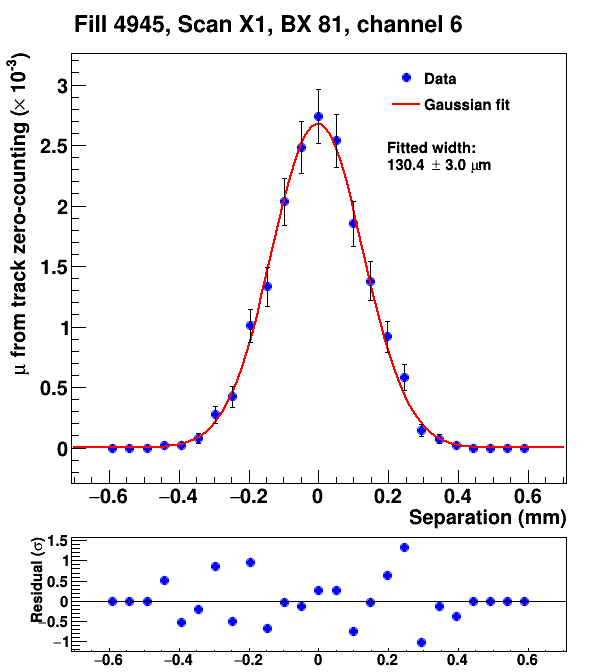 Fill 4945, Scan X1, BX 81, channel 6
μ from track zero-counting (× 10⁻³)
3
2.5
2
1.5
1
0.5
0
Data
Gaussian fit
Fitted width:
130.4 ± 3.0 μm
−0.6 −0.4 −0.2 0 0.2 0.4 0.6
Separation (mm)
Residual (σ)
1.5
1
0.5
0
−0.5
−1
−0.6 −0.4 −0.2 0 0.2 0.4 0.6